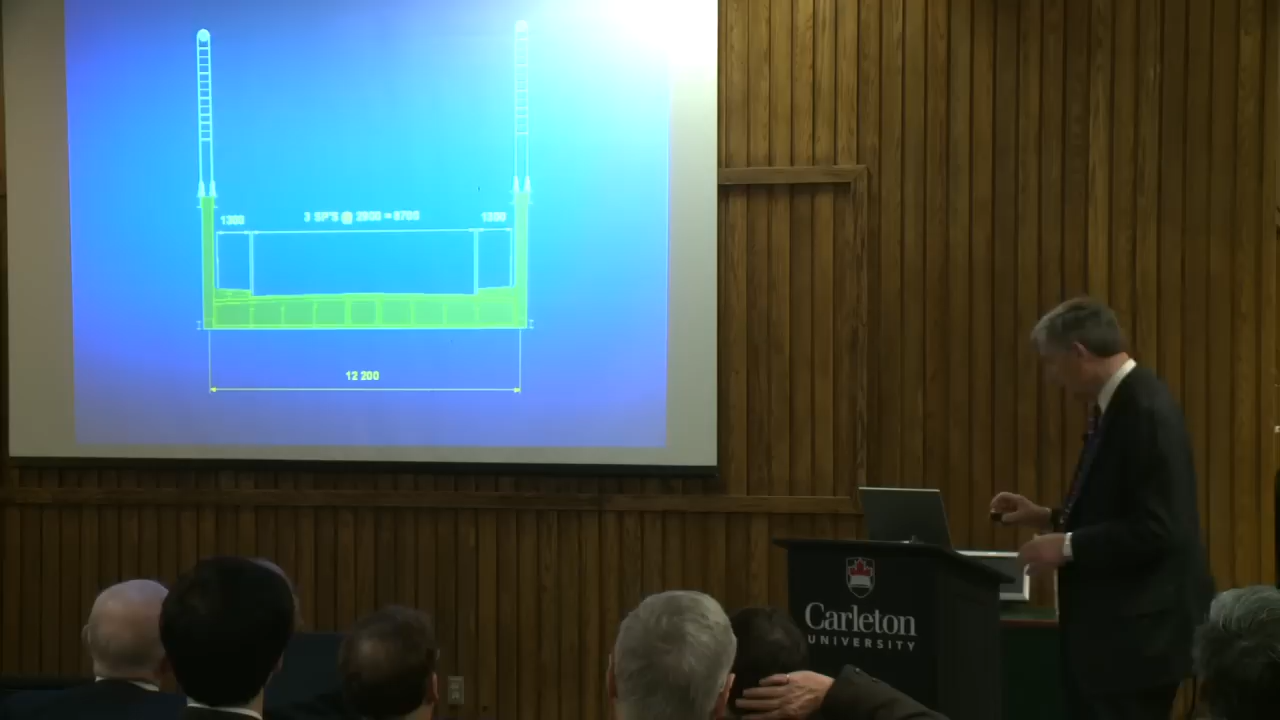 1300
3 SP'S @ 2900 = 8700
1300
12 200
Carleton
UNIVERSITY